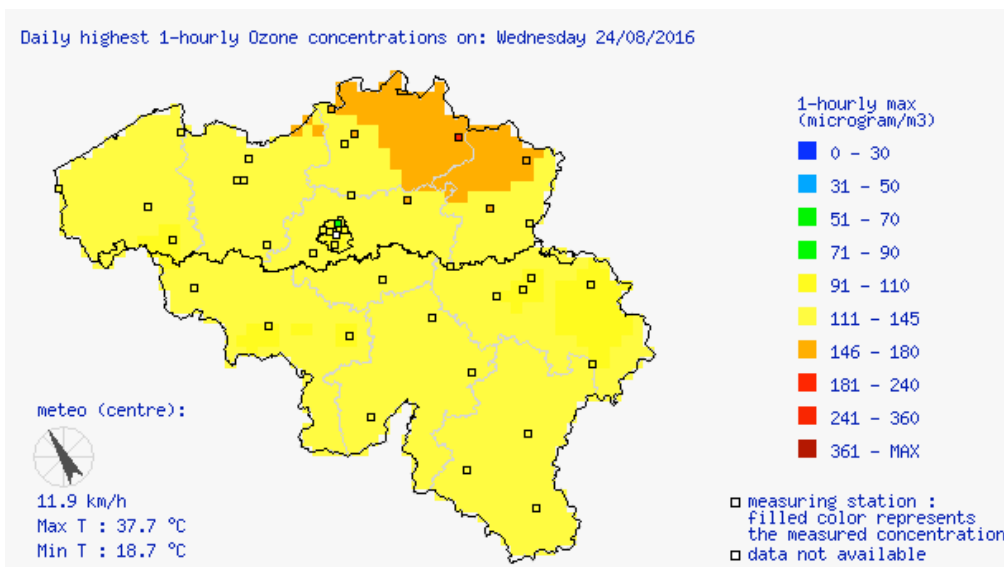 Daily highest 1-hourly Ozone concentrations on: Wednesday 24/08/2016
1-hourly max
(microgram/m3)
0 - 30
31 - 50
51 - 70
71 - 90
91 - 110
111 - 145
146 - 180
181 - 240
241 - 360
361 - MAX
meteo (centre):
11.9 km/h
Max T : 37.7 °C
Min T : 18.7 °C
measuring station :
filled color represents
the measured concentration
data not available